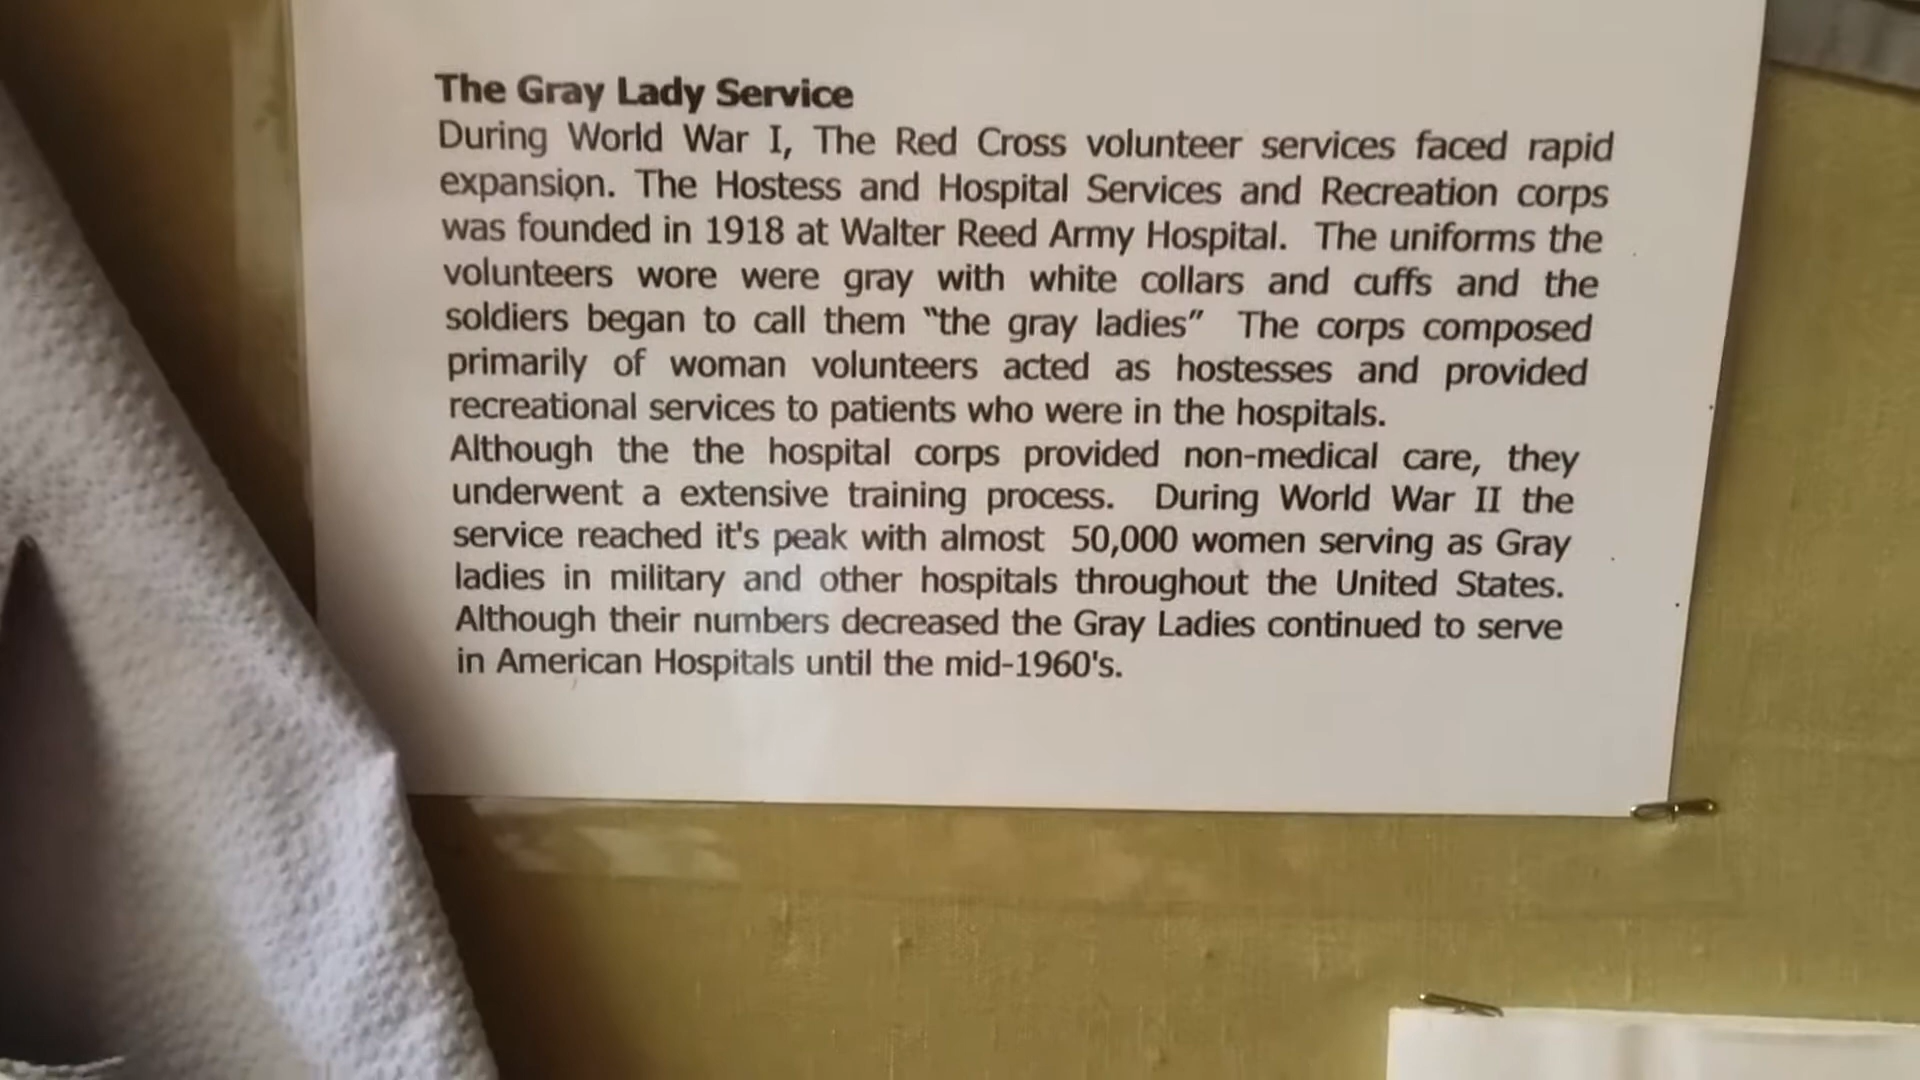 The Gray Lady Service
During World War I, The Red Cross volunteer services faced rapid
expansion. The Hostess and Hospital Services and Recreation corps
was founded in 1918 at Walter Reed Army Hospital. The uniforms the
volunteers wore were gray with white collars and cuffs and the
soldiers began to call them "the gray ladies" The corps composed
primarily of woman volunteers acted as hostesses and provided
recreational services to patients who were in the hospitals.
Although the the hospital corps provided non-medical care, they
underwent a extensive training process. During World War II the
service reached it's peak with almost 50,000 women serving as Gray
ladies in military and other hospitals throughout the United States.
Although their numbers decreased the Gray Ladies continued to serve
in American Hospitals until the mid-1960's.